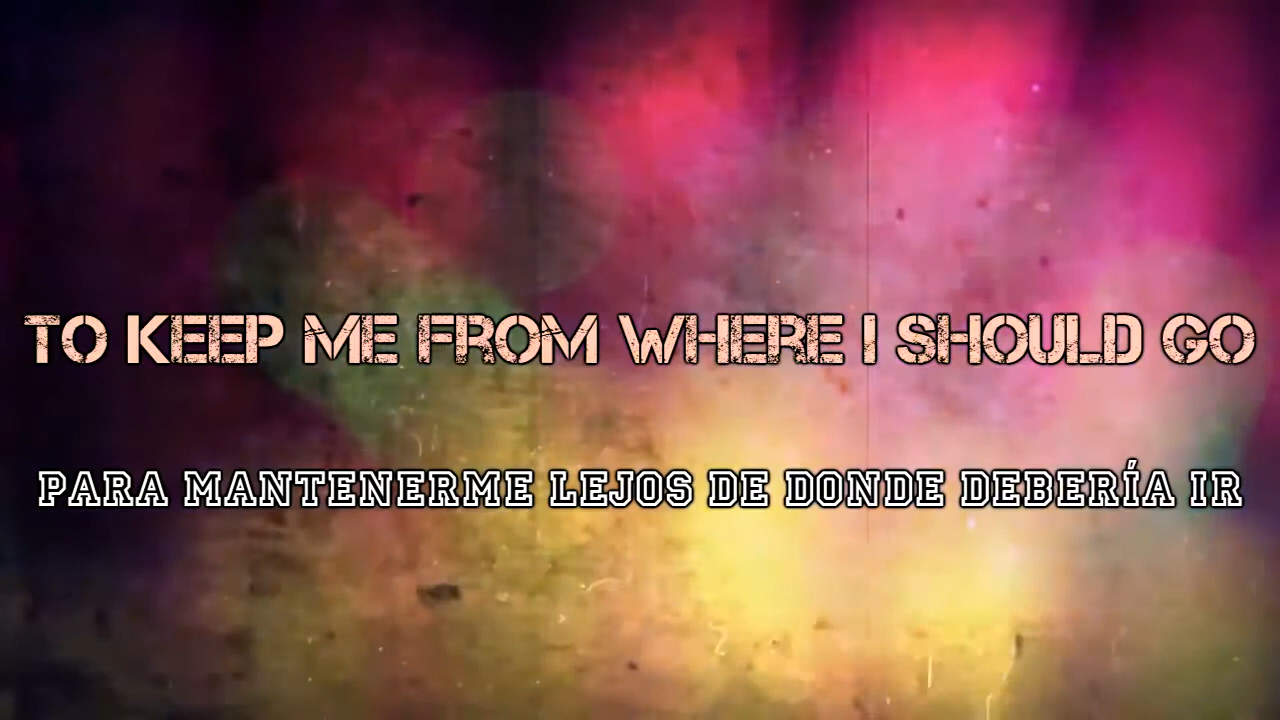 TO KEEP ME FROM WHERE I SHOULD GO
PARA MANTENERME LEJOS DE DONDE DEBERÍA IR